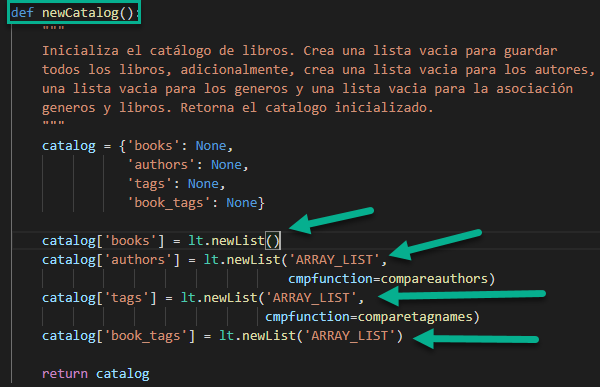 def newCatalog():
"""
Inicializa el catálogo de libros. Crea una lista vacia para guardar
todos los libros, adicionalmente, crea una lista vacia para los autores,
una lista vacia para los generos y una lista vacia para la asociación
generos y libros. Retorna el catalogo inicializado.
"""
catalog = {'books': None,
'authors': None,
'tags': None,
'book_tags': None}
catalog['books'] = lt.newList()
catalog['authors'] = lt.newList('ARRAY_LIST',
cmpfunction=compareauthors)
catalog['tags'] = lt.newList('ARRAY_LIST',
cmpfunction=comparetagnames)
catalog['book_tags'] = lt.newList('ARRAY_LIST')
return catalog